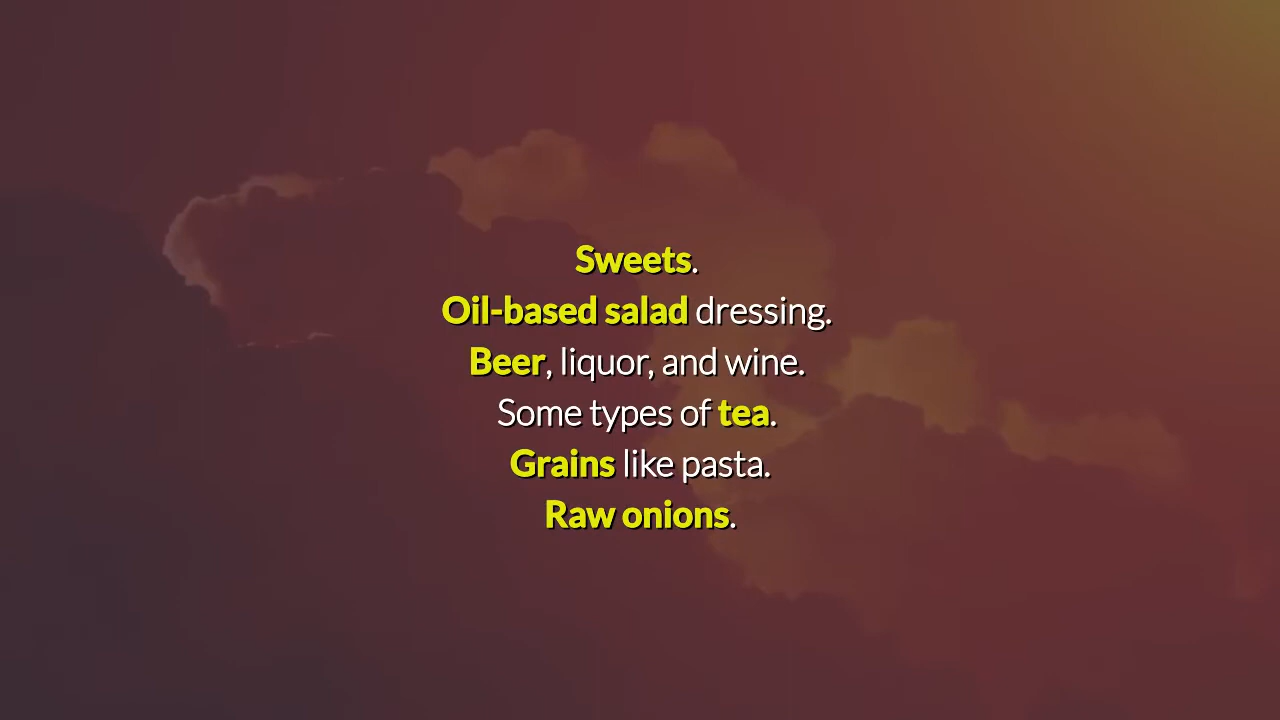 Sweets.
Oil-based salad dressing.
Beer, liquor, and wine.
Some types of tea.
Grains like pasta.
Raw onions.